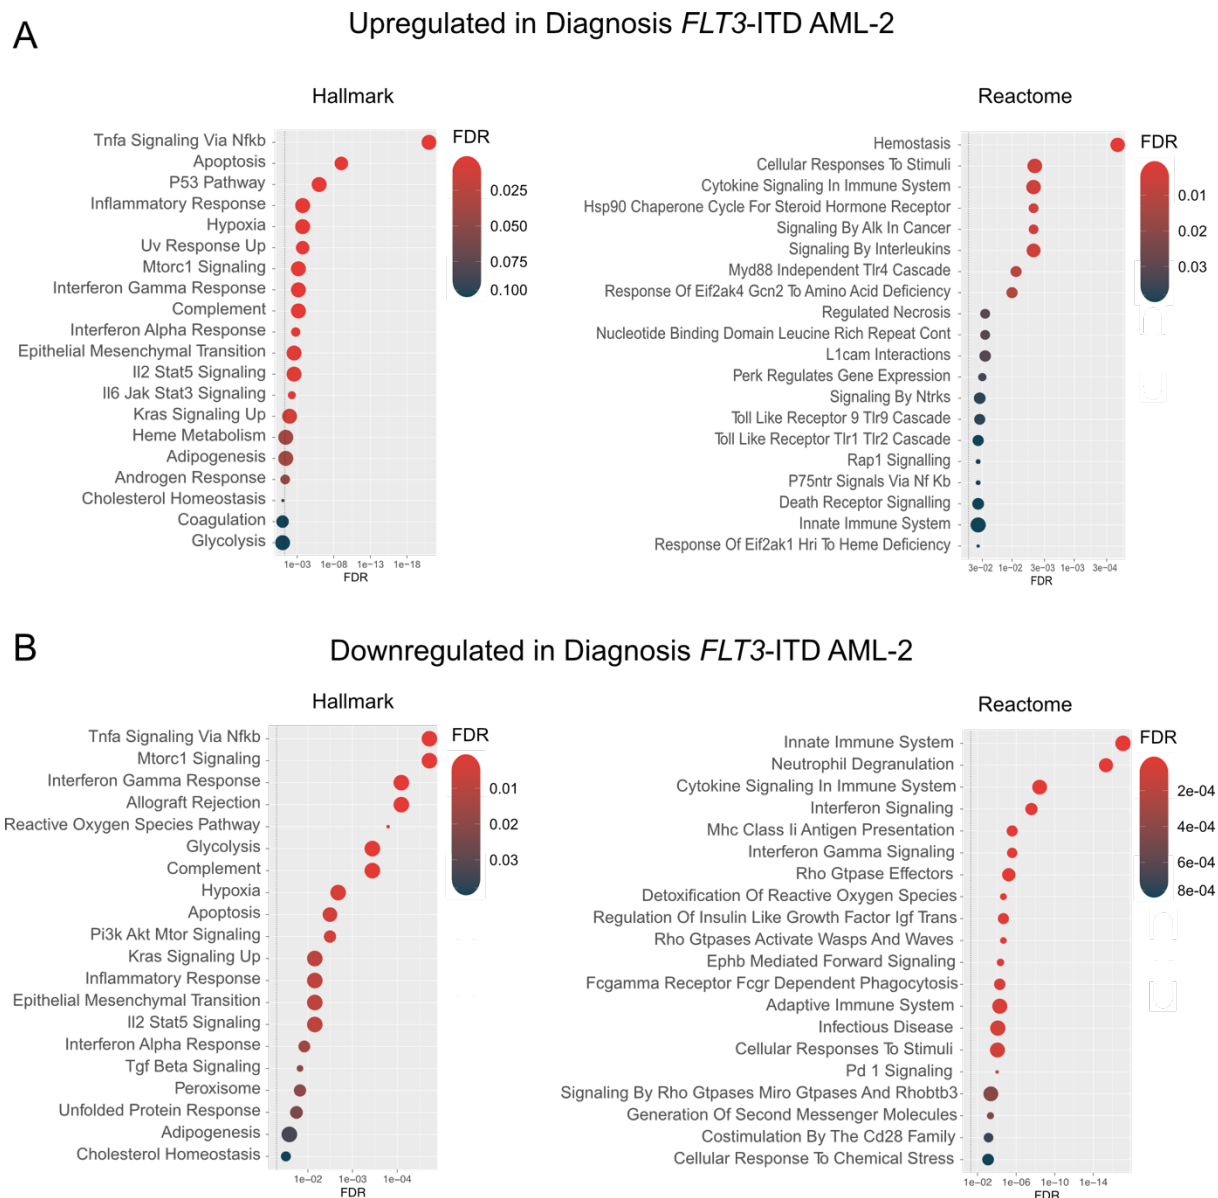 A
Upregulated in Diagnosis FLT3-ITD AML-2
Hallmark
Tnfa Signaling Via Nfkb
Apoptosis
P53 Pathway
Inflammatory Response
Hypoxia
Uv Response Up
Mtorc1 Signaling
Interferon Gamma Response
Complement
Interferon Alpha Response
Epithelial Mesenchymal Transition
Il2 Stat5 Signaling
Il6 Jak Stat3 Signaling
Kras Signaling Up
Heme Metabolism
Adipogenesis
Androgen Response
Cholesterol Homeostasis
Coagulation
Glycolysis
1e-03 1e-08 1e-13 1e-18
FDR
FDR
0.025
0.050
0.075
0.100
Reactome
Hemostasis
Cellular Responses To Stimuli
Cytokine Signaling In Immune System
Hsp90 Chaperone Cycle For Steroid Hormone Receptor
Signaling By Alk In Cancer
Signaling By Interleukins
Myd88 Independent Tlr4 Cascade
Response Of Eif2ak4 Gcn2 To Amino Acid Deficiency
Regulated Necrosis
Nucleotide Binding Domain Leucine Rich Repeat Cont
L1cam Interactions
Perk Regulates Gene Expression
Signaling By Ntrks
Toll Like Receptor 9 Tlr9 Cascade
Toll Like Receptor Tlr1 Tlr2 Cascade
Rap1 Signalling
P75ntr Signals Via Nf Kb
Death Receptor Signalling
Innate Immune System
Response Of Eif2ak1 Hri To Heme Deficiency
3e-02 1e-02 3e-03 1e-03 3e-04
FDR
FDR
0.01
0.02
0.03
B
Downregulated in Diagnosis FLT3-ITD AML-2
Hallmark
Tnfa Signaling Via Nfkb
Mtorc1 Signaling
Interferon Gamma Response
Allograft Rejection
Reactive Oxygen Species Pathway
Glycolysis
Complement
Hypoxia
Apoptosis
Pi3k Akt Mtor Signaling
Kras Signaling Up
Inflammatory Response
Epithelial Mesenchymal Transition
Il2 Stat5 Signaling
Interferon Alpha Response
Tgf Beta Signaling
Peroxisome
Unfolded Protein Response
Adipogenesis
Cholesterol Homeostasis
1e-02 1e-03 1e-04
FDR
FDR
0.01
0.02
0.03
Reactome
Innate Immune System
Neutrophil Degranulation
Cytokine Signaling In Immune System
Interferon Signaling
Mhc Class Ii Antigen Presentation
Interferon Gamma Signaling
Rho Gtpase Effectors
Detoxification Of Reactive Oxygen Species
Regulation Of Insulin Like Growth Factor Igf Trans
Rho Gtpases Activate Wasps And Waves
Ephb Mediated Forward Signaling
Fcgamma Receptor Fcgr Dependent Phagocytosis
Adaptive Immune System
Infectious Disease
Cellular Responses To Stimuli
Pd 1 Signaling
Signaling By Rho Gtpases Miro Gtpases And Rhobtb3
Generation Of Second Messenger Molecules
Costimulation By The Cd28 Family
Cellular Response To Chemical Stress
1e-02 1e-06 1e-10 1e-14
FDR
FDR
2e-04
4e-04
6e-04
8e-04